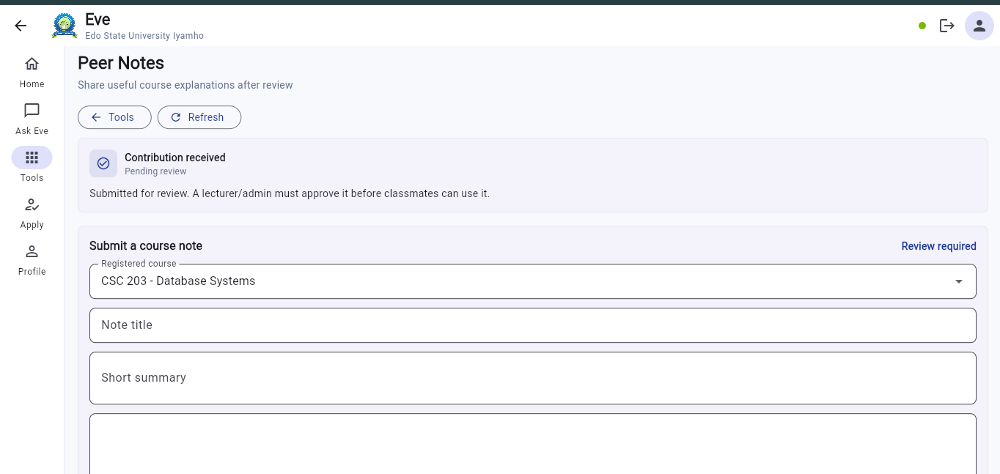 Eve
Edo State University Iyamho
Home
Ask Eve
Tools
Apply
Profile
Peer Notes
Share useful course explanations after review
Tools
Refresh
Contribution received
Pending review
Submitted for review. A lecturer/admin must approve it before classmates can use it.
Submit a course note
Review required
Registered course
CSC 203 - Database Systems
Note title
Short summary